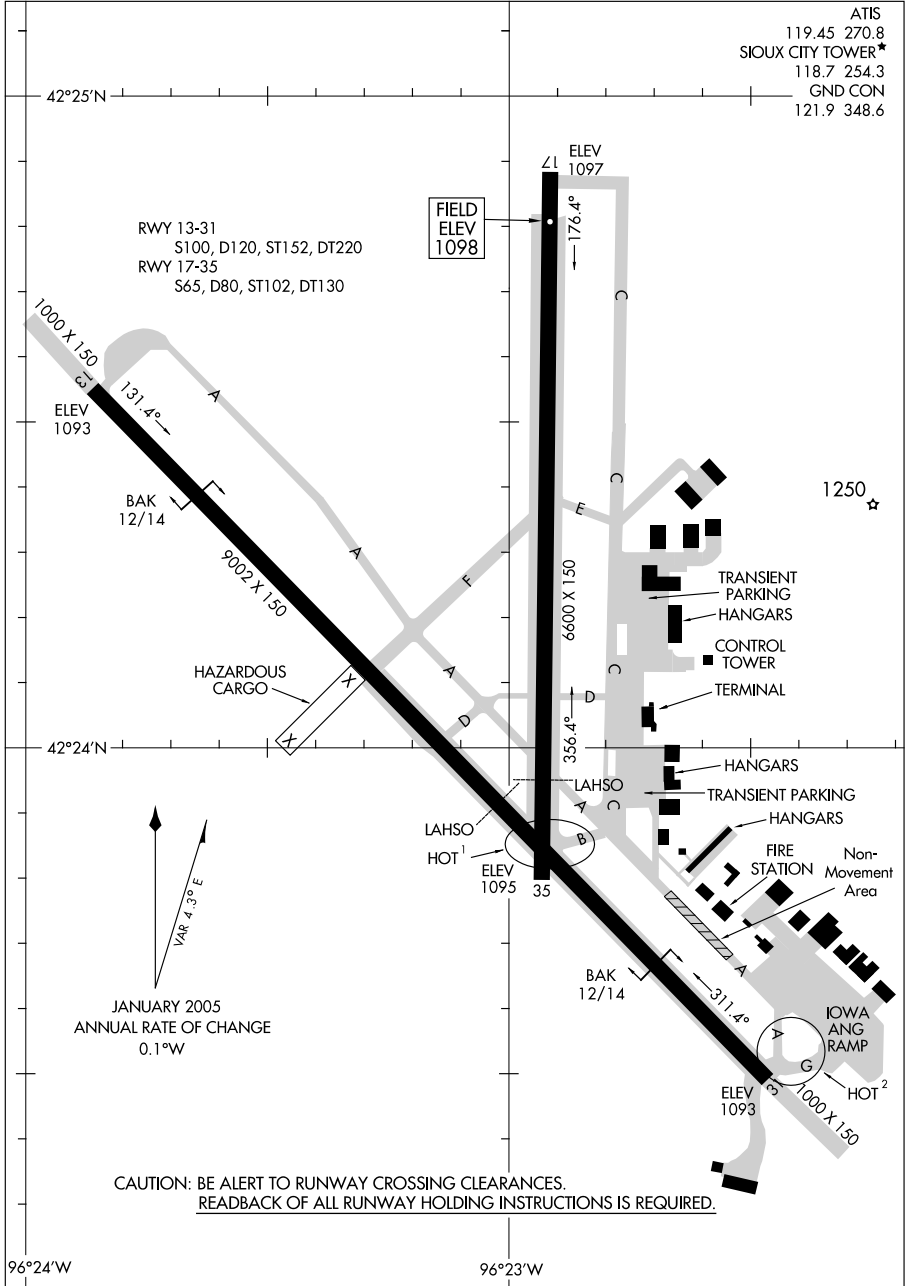 ATIS
119.45 270.8
SIOUX CITY TOWER★
118.7 254.3
GND CON
121.9 348.6
42°25'N
17
ELEV
1097
FIELD
ELEV
1098
176.4°
RWY 13-31
S100, D120, ST152, DT220
RWY 17-35
S65, D80, ST102, DT130
C
1000 X 150
13
ELEV
1093
131.4°
A
BAK
12/14
C
1250
E
9002 X 150
A
F
6600 X 150
TRANSIENT
PARKING
HANGARS
CONTROL
TOWER
TERMINAL
HAZARDOUS
CARGO
X
X
A
D
C
D
356.4°
42°24'N
HANGARS
LAHSO
TRANSIENT PARKING
A
C
HANGARS
LAHSO
HOT 1
B
ELEV
1095
35
FIRE
STATION
Non-
Movement
Area
VAR 4.3° E
JANUARY 2005
ANNUAL RATE OF CHANGE
0.1°W
BAK
12/14
A
311.4°
A
IOWA
ANG
RAMP
G
HOT 2
ELEV
1093
1000 X 150
CAUTION: BE ALERT TO RUNWAY CROSSING CLEARANCES.
READBACK OF ALL RUNWAY HOLDING INSTRUCTIONS IS REQUIRED.
96°24'W
96°23'W